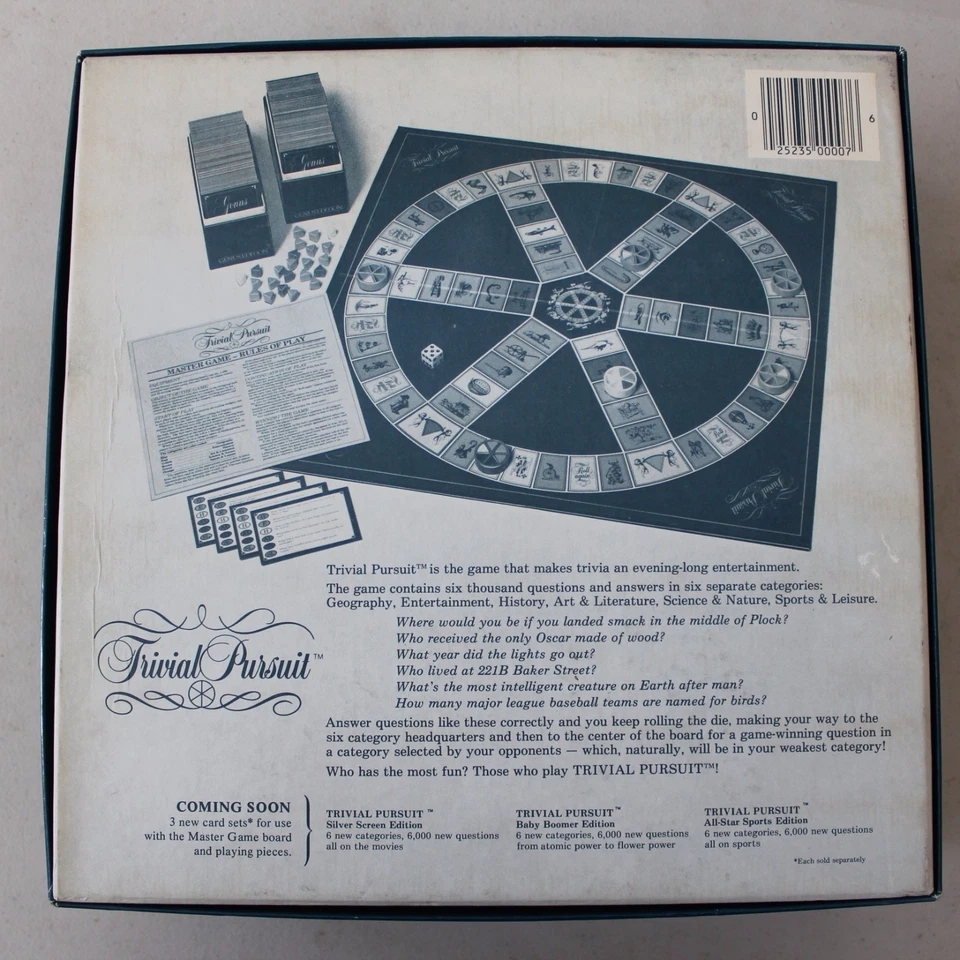 0
25235 00007
6
Genus
Genus
GENUS EDITION
GENUS EDITION
Trivial Pursuit
Trivial Pursuit
Trivial Pursuit
Trivial Pursuit
MASTER GAME – RULES OF PLAY
Trivial Pursuit™ is the game that makes trivia an evening-long entertainment.
The game contains six thousand questions and answers in six separate categories:
Geography, Entertainment, History, Art & Literature, Science & Nature, Sports & Leisure.
Where would you be if you landed smack in the middle of Plock?
Who received the only Oscar made of wood?
What year did the lights go out?
Who lived at 221B Baker Street?
What's the most intelligent creature on Earth after man?
How many major league baseball teams are named for birds?
Trivial Pursuit™
Answer questions like these correctly and you keep rolling the die, making your way to the
six category headquarters and then to the center of the board for a game-winning question in
a category selected by your opponents — which, naturally, will be in your weakest category!
Who has the most fun? Those who play TRIVIAL PURSUIT™!
COMING SOON
3 new card sets* for use
with the Master Game board
and playing pieces.
TRIVIAL PURSUIT™
Silver Screen Edition
6 new categories, 6,000 new questions
all on the movies
TRIVIAL PURSUIT™
Baby Boomer Edition
6 new categories, 6,000 new questions
from atomic power to flower power
TRIVIAL PURSUIT™
All-Star Sports Edition
6 new categories, 6,000 new questions
all on sports
*Each sold separately